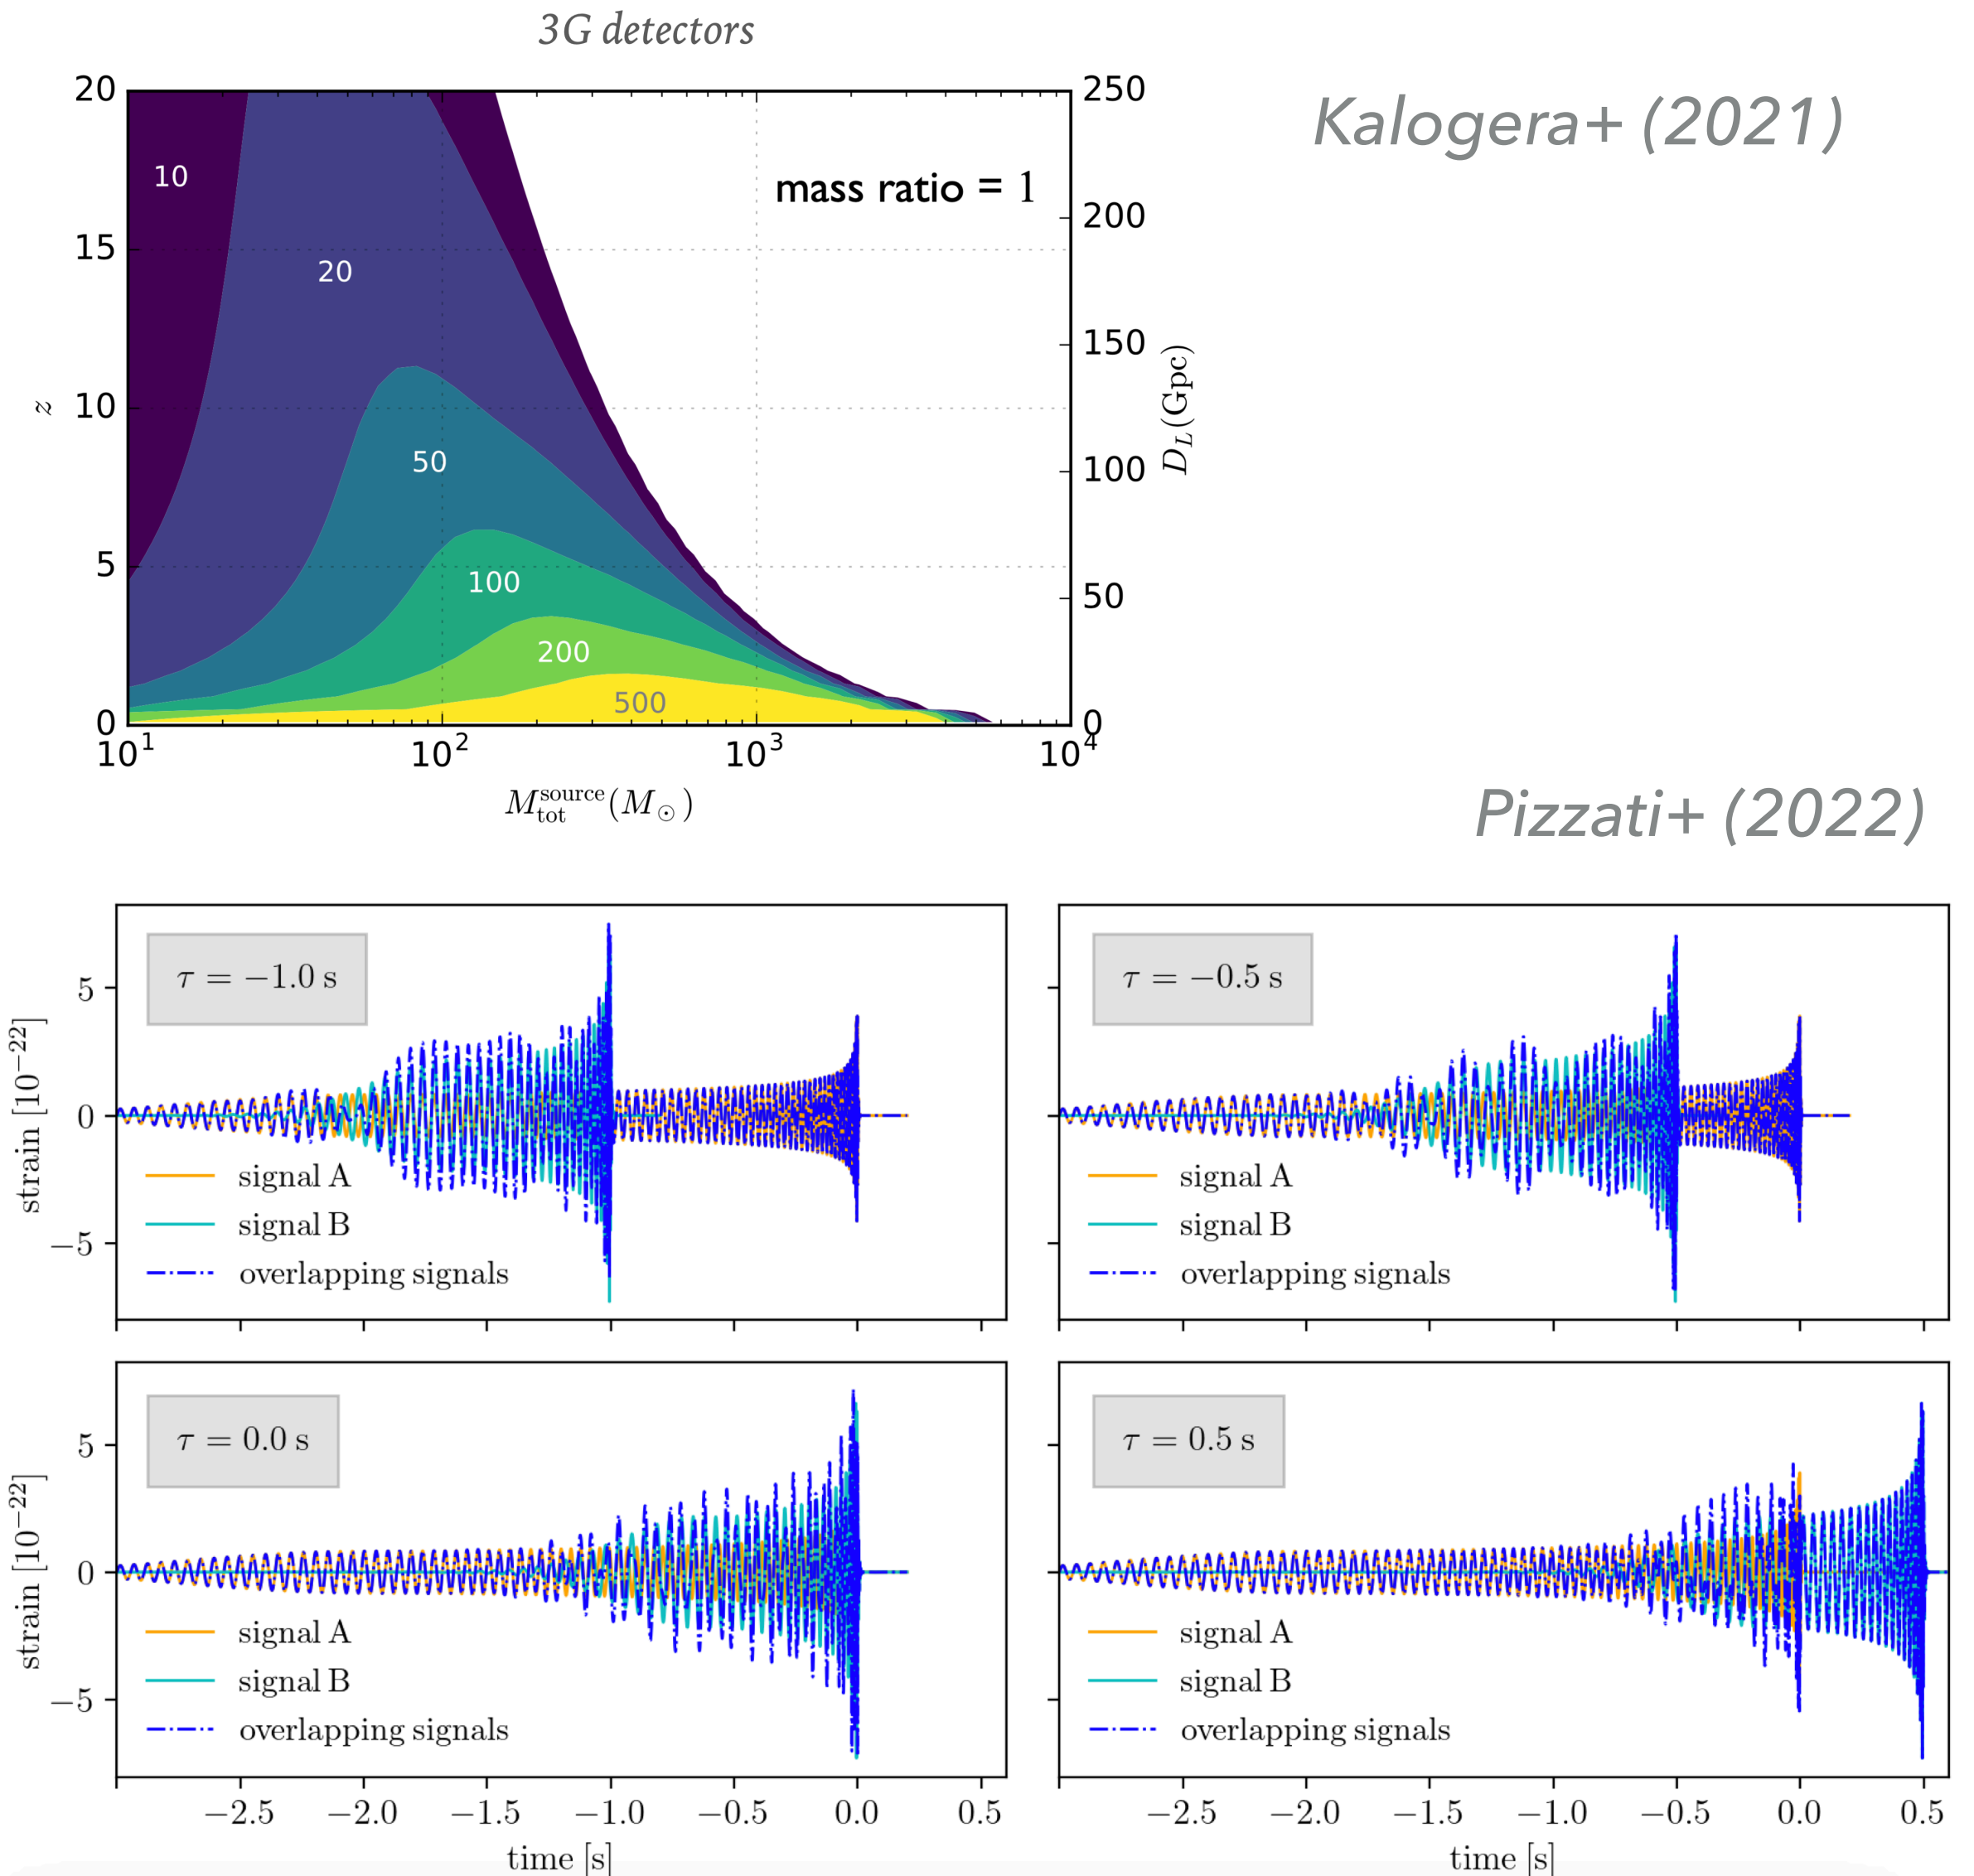 3G detectors
Kalogera+ (2021)
20
15
10
5
0
z
250
200
150
100
50
0
D_L(Gpc)
mass ratio = 1
10
20
50
100
200
500
10^1
10^2
10^3
10^4
M_tot^source(M_⊙)
Pizzati+ (2022)
strain [10^−22]
5
0
−5
τ = −1.0 s
signal A
signal B
overlapping signals
τ = −0.5 s
signal A
signal B
overlapping signals
strain [10^−22]
5
0
−5
τ = 0.0 s
signal A
signal B
overlapping signals
τ = 0.5 s
signal A
signal B
overlapping signals
−2.5 −2.0 −1.5 −1.0 −0.5 0.0 0.5
time [s]
−2.5 −2.0 −1.5 −1.0 −0.5 0.0 0.5
time [s]